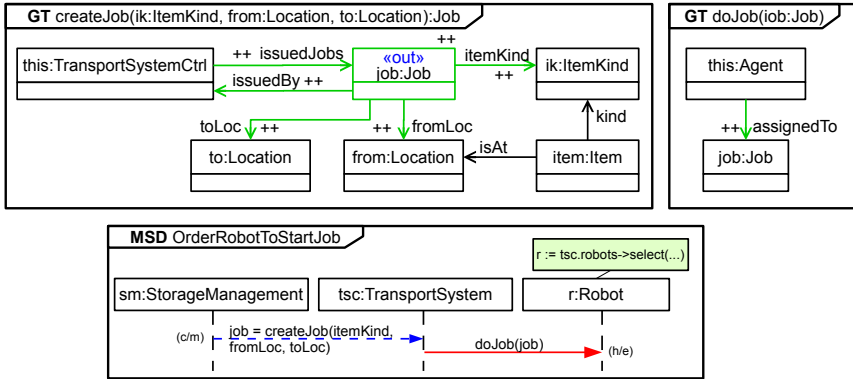 GT createJob(ik:ItemKind, from:Location, to:Location):Job
this:TransportSystemCtrl
++ issuedJobs
issuedBy ++
++
«out»
job:Job
itemKind
++
ik:ItemKind
toLoc
++
++
fromLoc
kind
to:Location
from:Location
isAt
item:Item
GT doJob(iob:Job)
this:Agent
++
assignedTo
job:Job
MSD OrderRobotToStartJob
r := tsc.robots->select(...)
sm:StorageManagement
tsc:TransportSystem
r:Robot
(c/m)
job = createJob(itemKind,
fromLoc, toLoc)
doJob(job)
(h/e)